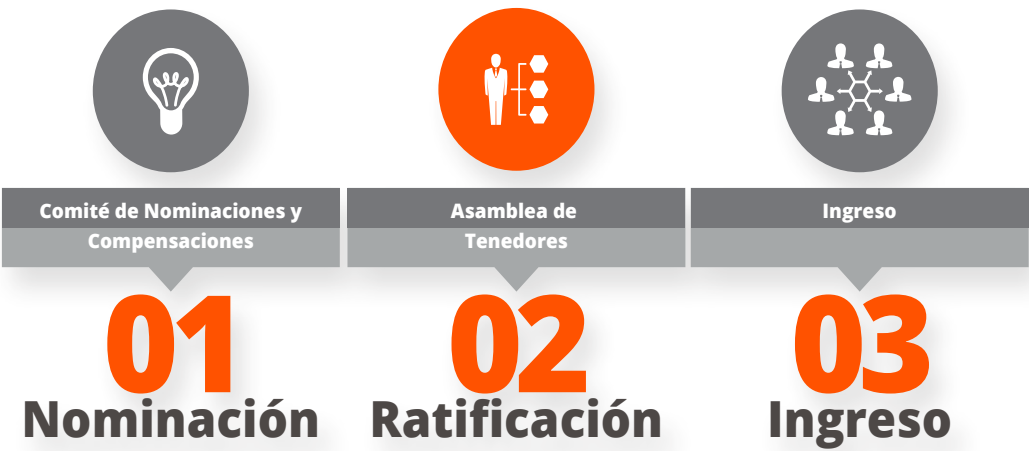 Comité de Nominaciones y
Compensaciones
01
Nominación
Asamblea de
Tenedores
02
Ratificación
Ingreso
03
Ingreso